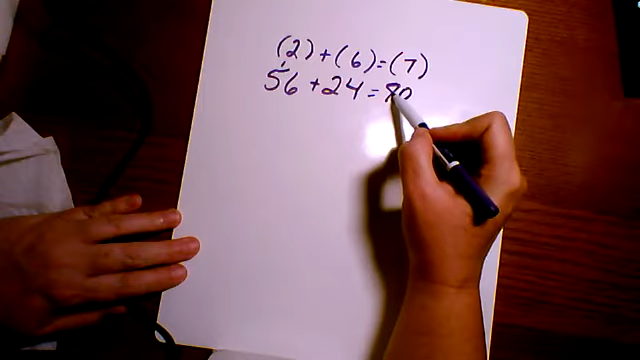 (2) + (6) = (7)
56 + 24 = 80